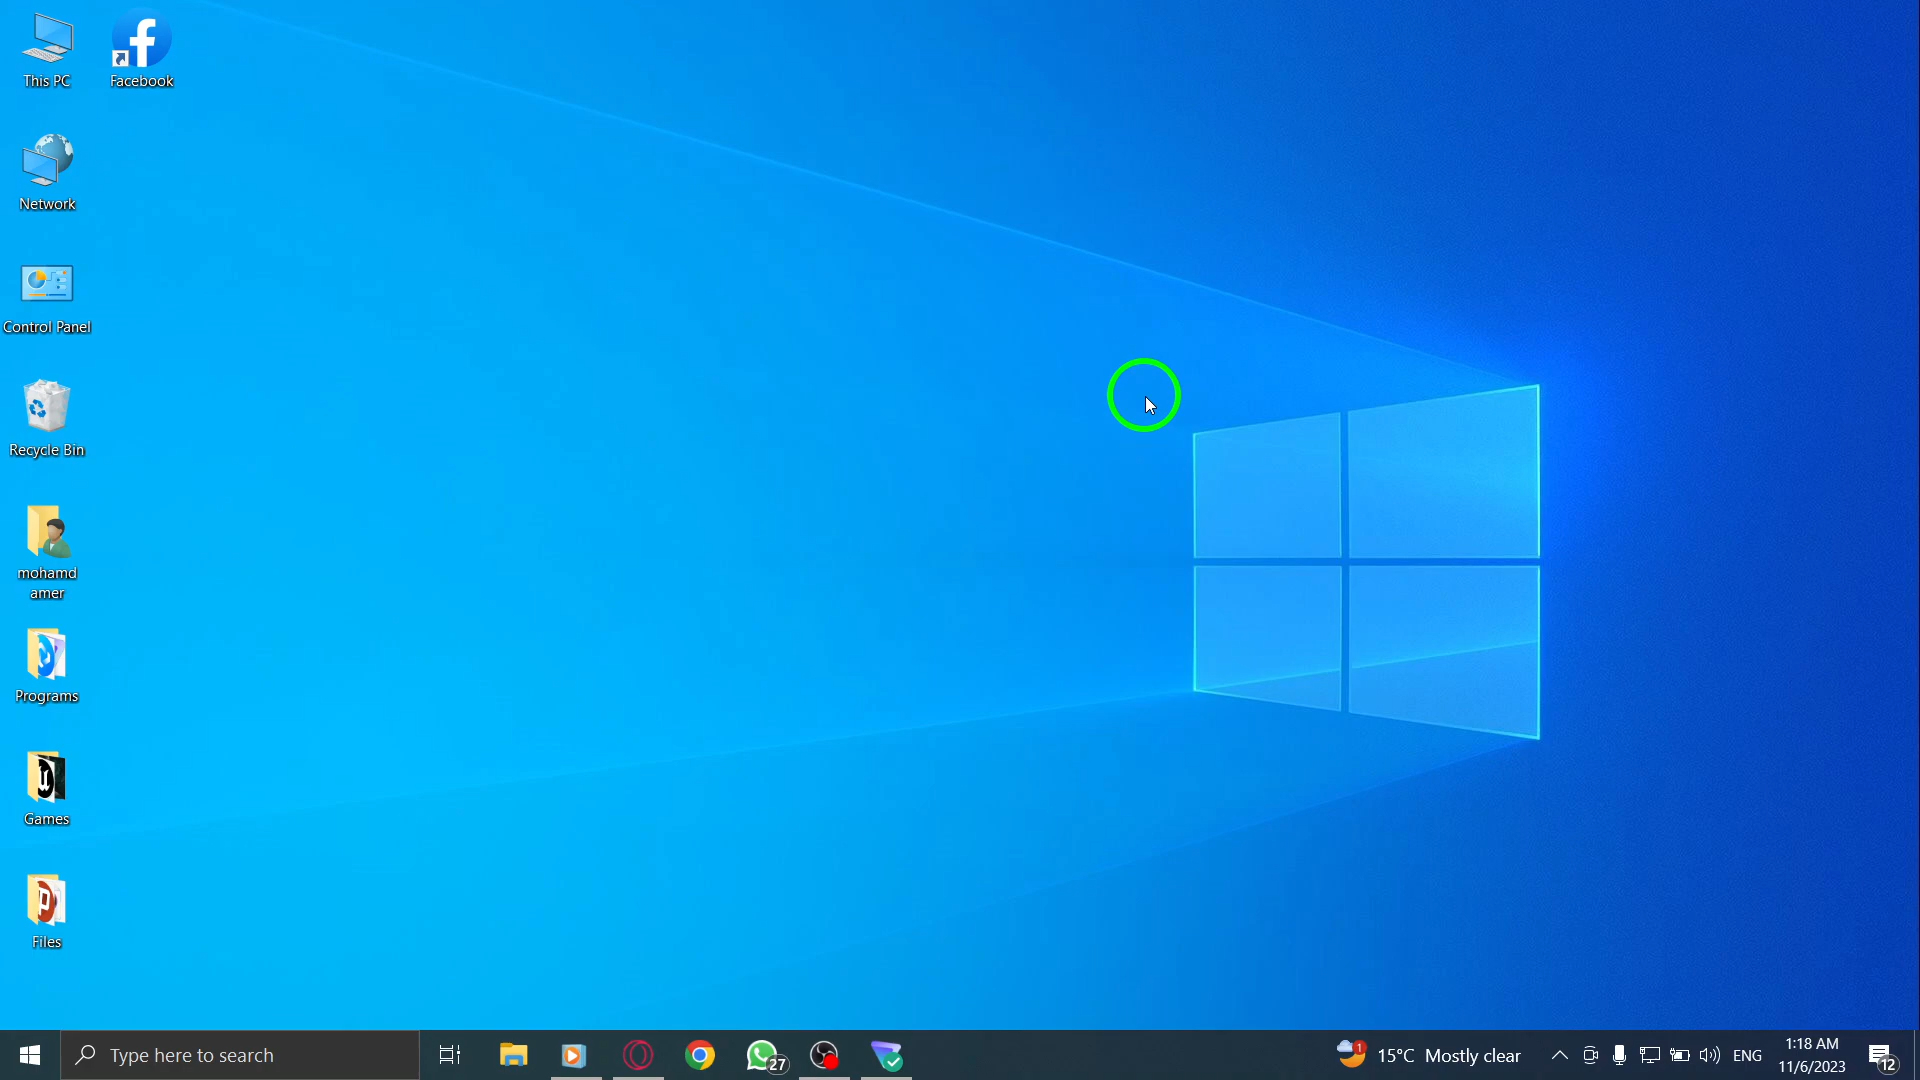 This PC
Facebook
Network
Control Panel
Recycle Bin
mohamd
amer
Programs
Games
Files
Type here to search
27
1
15°C Mostly clear
ENG
1:18 AM
11/6/2023
12